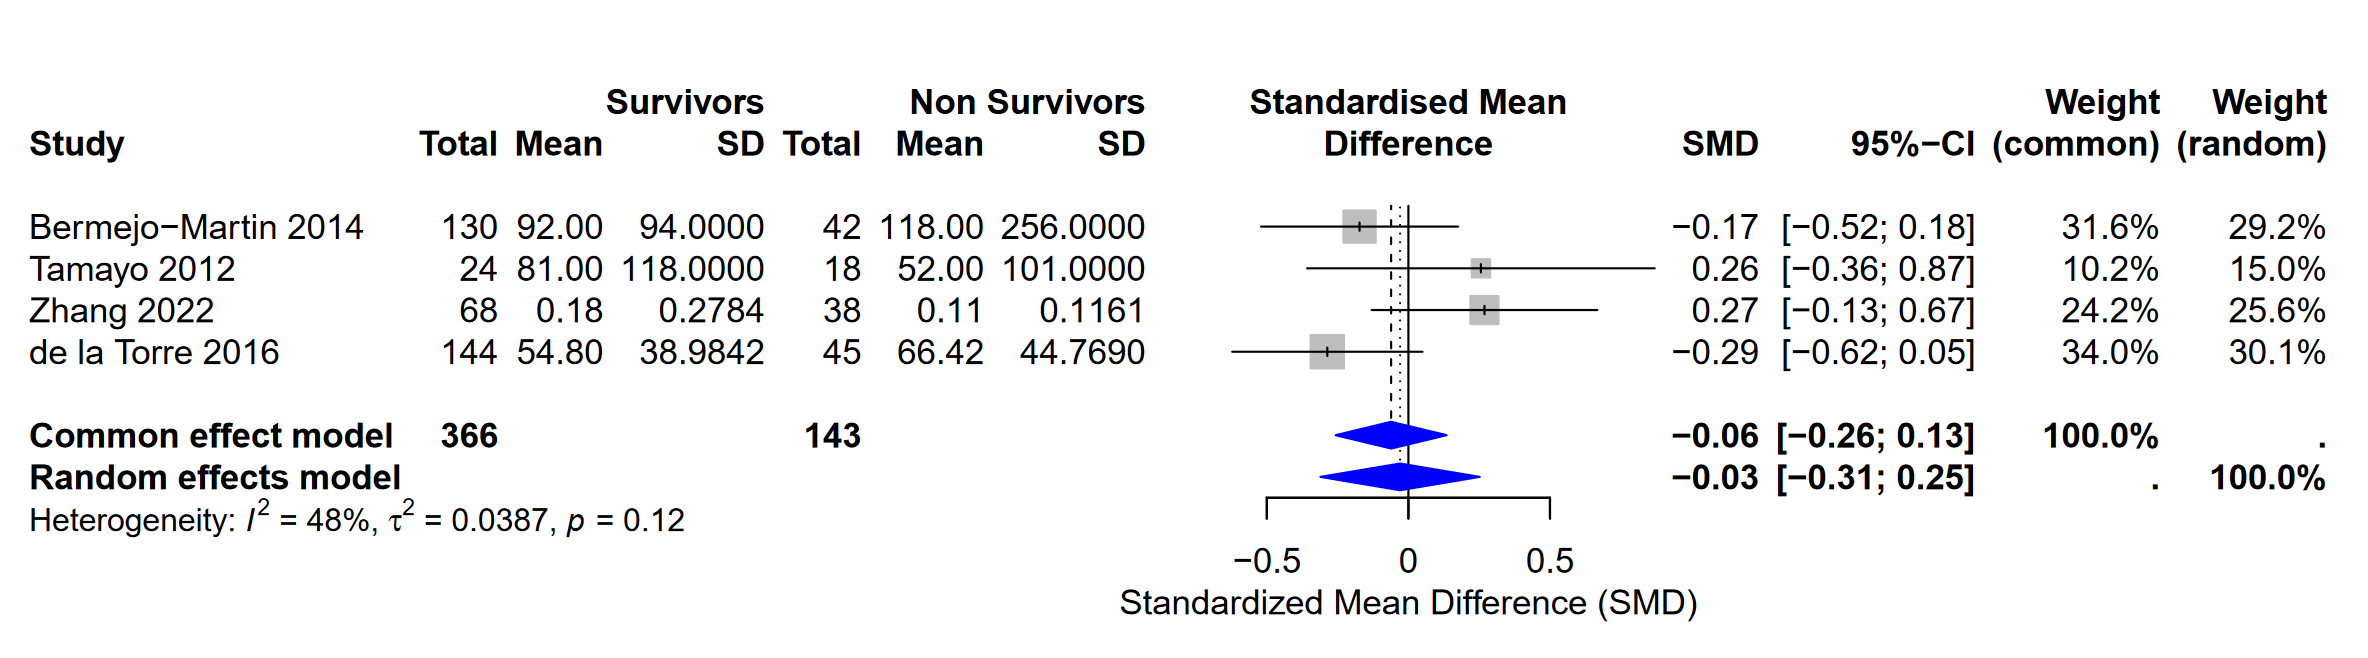 Survivors Non Survivors Standardised Mean Weight Weight
Study Total Mean SD Total Mean SD Difference SMD 95%−CI (common) (random)
Bermejo−Martin 2014 130 92.00 94.0000 42 118.00 256.0000 −0.17 [−0.52; 0.18] 31.6% 29.2%
Tamayo 2012 24 81.00 118.0000 18 52.00 101.0000 0.26 [−0.36; 0.87] 10.2% 15.0%
Zhang 2022 68 0.18 0.2784 38 0.11 0.1161 0.27 [−0.13; 0.67] 24.2% 25.6%
de la Torre 2016 144 54.80 38.9842 45 66.42 44.7690 −0.29 [−0.62; 0.05] 34.0% 30.1%
Common effect model 366 143 −0.06 [−0.26; 0.13] 100.0% .
Random effects model −0.03 [−0.31; 0.25] . 100.0%
Heterogeneity: I² = 48%, τ² = 0.0387, p = 0.12
−0.5 0 0.5
Standardized Mean Difference (SMD)